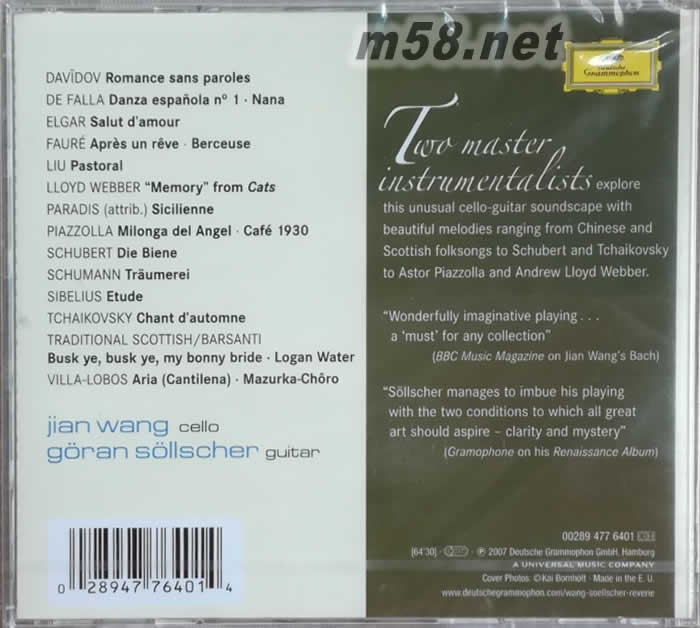 m58.net
Deutsche
Grammophon
DAVĪDOV Romance sans paroles
DE FALLA Danza española nº 1 · Nana
ELGAR Salut d'amour
FAURÉ Après un rêve · Berceuse
LIU Pastoral
LLOYD WEBBER “Memory” from Cats
PARADIS (attrib.) Sicilienne
PIAZZOLLA Milonga del Angel · Café 1930
SCHUBERT Die Biene
SCHUMANN Träumerei
SIBELIUS Etude
TCHAIKOVSKY Chant d'automne
TRADITIONAL SCOTTISH/BARSANTI
Busk ye, busk ye, my bonny bride · Logan Water
VILLA-LOBOS Aria (Cantilena) · Mazurka-Chôro
jian wang cello
göran söllscher guitar
0 28947 76401 4
Two master
instrumentalists explore
this unusual cello-guitar soundscape with
beautiful melodies ranging from Chinese and
Scottish folksongs to Schubert and Tchaikovsky
to Astor Piazzolla and Andrew Lloyd Webber.
“Wonderfully imaginative playing . . .
a ‘must’ for any collection”
(BBC Music Magazine on Jian Wang's Bach)
“Söllscher manages to imbue his playing
with the two conditions to which all great
art should aspire – clarity and mystery”
(Gramophone on his Renaissance Album)
00289 477 6401
[64'30] · ℗ 2007 Deutsche Grammophon GmbH, Hamburg
A UNIVERSAL MUSIC COMPANY
Cover Photos: © Kai Bornhoft · Made in the E. U.
www.deutschegrammophon.com/wang-soellscher-reverie